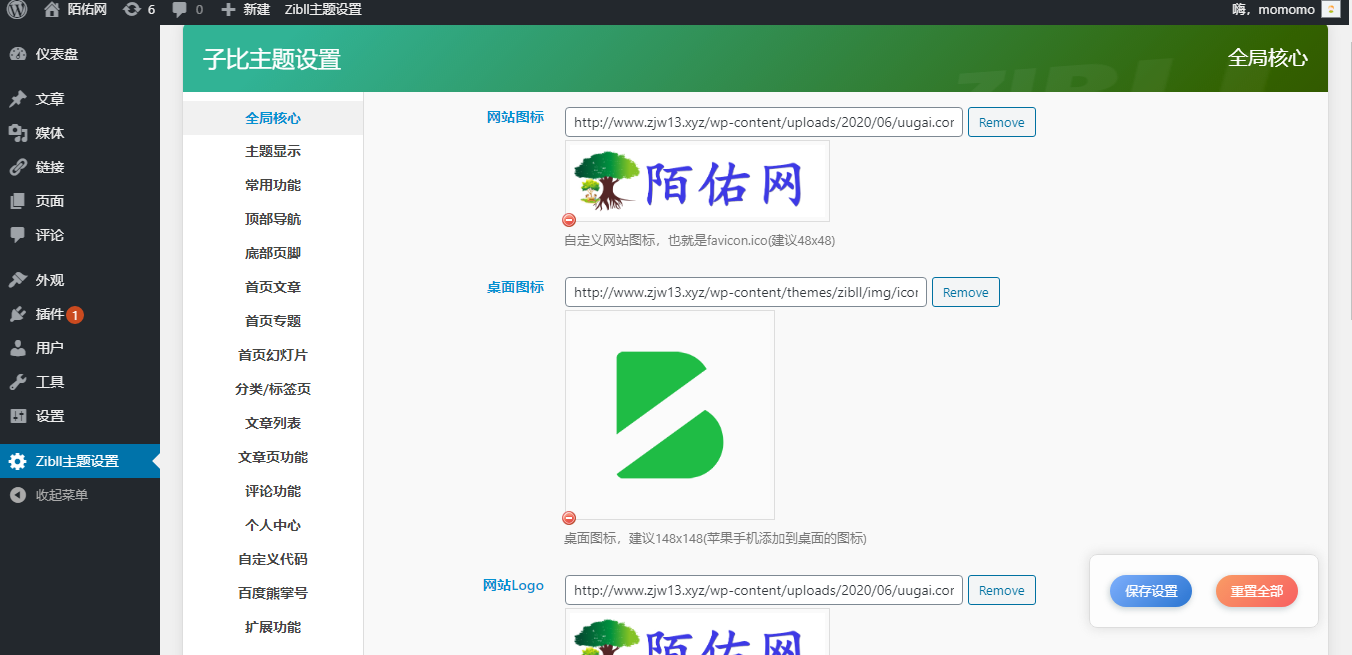 陌佑网 6 0 新建 Zibll主题设置 嗨，momomo
仪表盘
文章
媒体
链接
页面
评论
外观
插件 1
用户
工具
设置
Zibll主题设置
收起菜单
子比主题设置 全局核心
ZIBLL
全局核心
主题显示
常用功能
顶部导航
底部页脚
首页文章
首页专题
首页幻灯片
分类/标签页
文章列表
文章页功能
评论功能
个人中心
自定义代码
百度熊掌号
扩展功能
网站图标 http://www.zjw13.xyz/wp-content/uploads/2020/06/uugai.cor Remove
陌佑网
自定义网站图标，也就是favicon.ico(建议48x48)
桌面图标 http://www.zjw13.xyz/wp-content/themes/zibll/img/icor Remove
桌面图标，建议148x148(苹果手机添加到桌面的图标)
网站Logo http://www.zjw13.xyz/wp-content/uploads/2020/06/uugai.cor Remove
陌佑网
保存设置 重置全部